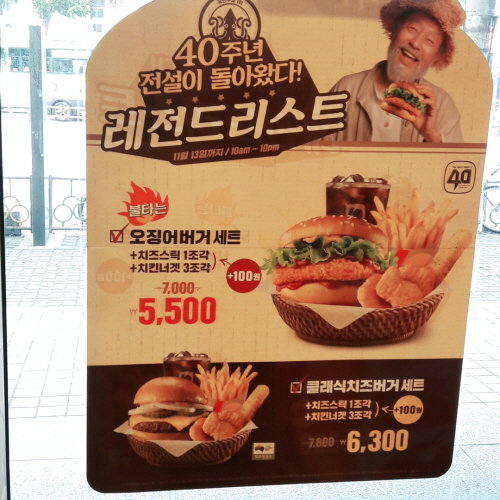 40주년
전설이 돌아왔다!
레전드리스트
11월 13일까지 / 10am ~ 10pm
40
불타는
오징어버거 세트
+치즈스틱 1조각
+치킨너겟 3조각
+100원
7,000
₩5,500
클래식치즈버거 세트
+치즈스틱 1조각
+치킨너겟 3조각
+100원
7,800
₩6,300